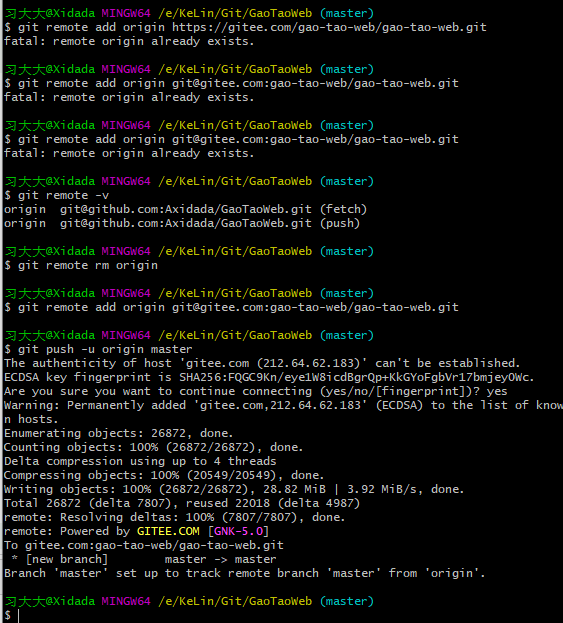 习大大@Xidada MINGW64 /e/KeLin/Git/GaoTaoWeb (master)
$ git remote add origin https://gitee.com/gao-tao-web/gao-tao-web.git
fatal: remote origin already exists.
习大大@Xidada MINGW64 /e/KeLin/Git/GaoTaoWeb (master)
$ git remote add origin git@gitee.com:gao-tao-web/gao-tao-web.git
fatal: remote origin already exists.
习大大@Xidada MINGW64 /e/KeLin/Git/GaoTaoWeb (master)
$ git remote add origin git@gitee.com:gao-tao-web/gao-tao-web.git
fatal: remote origin already exists.
习大大@Xidada MINGW64 /e/KeLin/Git/GaoTaoWeb (master)
$ git remote -v
origin  git@github.com:Axidada/GaoTaoWeb.git (fetch)
origin  git@github.com:Axidada/GaoTaoWeb.git (push)
习大大@Xidada MINGW64 /e/KeLin/Git/GaoTaoWeb (master)
$ git remote rm origin
习大大@Xidada MINGW64 /e/KeLin/Git/GaoTaoWeb (master)
$ git remote add origin git@gitee.com:gao-tao-web/gao-tao-web.git
习大大@Xidada MINGW64 /e/KeLin/Git/GaoTaoWeb (master)
$ git push -u origin master
The authenticity of host 'gitee.com (212.64.62.183)' can't be established.
ECDSA key fingerprint is SHA256:FQGC9Kn/eye1W8icdBgrQp+KkGYoFgbVr17bmjey0Wc.
Are you sure you want to continue connecting (yes/no/[fingerprint])? yes
Warning: Permanently added 'gitee.com,212.64.62.183' (ECDSA) to the list of know
n hosts.
Enumerating objects: 26872, done.
Counting objects: 100% (26872/26872), done.
Delta compression using up to 4 threads
Compressing objects: 100% (20549/20549), done.
Writing objects: 100% (26872/26872), 28.82 MiB | 3.92 MiB/s, done.
Total 26872 (delta 7807), reused 22018 (delta 4987)
remote: Resolving deltas: 100% (7807/7807), done.
remote: Powered by GITEE.COM [GNK-5.0]
To gitee.com:gao-tao-web/gao-tao-web.git
 * [new branch]      master -> master
Branch 'master' set up to track remote branch 'master' from 'origin'.
习大大@Xidada MINGW64 /e/KeLin/Git/GaoTaoWeb (master)
$